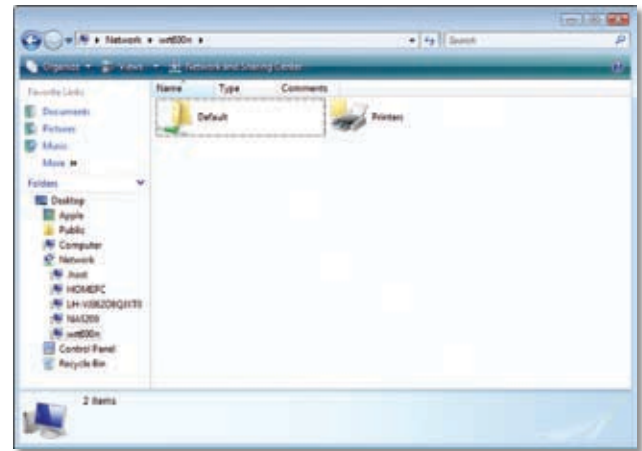 Network ▸ wrt600n ▸
Search
Organize Views Network and Sharing Center
Favorite Links
Documents
Pictures
Music
More
Folders
Desktop
Apple
Public
Computer
Network
HOMEPC
NAS200
wrt600n
Control Panel
Recycle Bin
Name Type Comments
Default
Printers
2 items